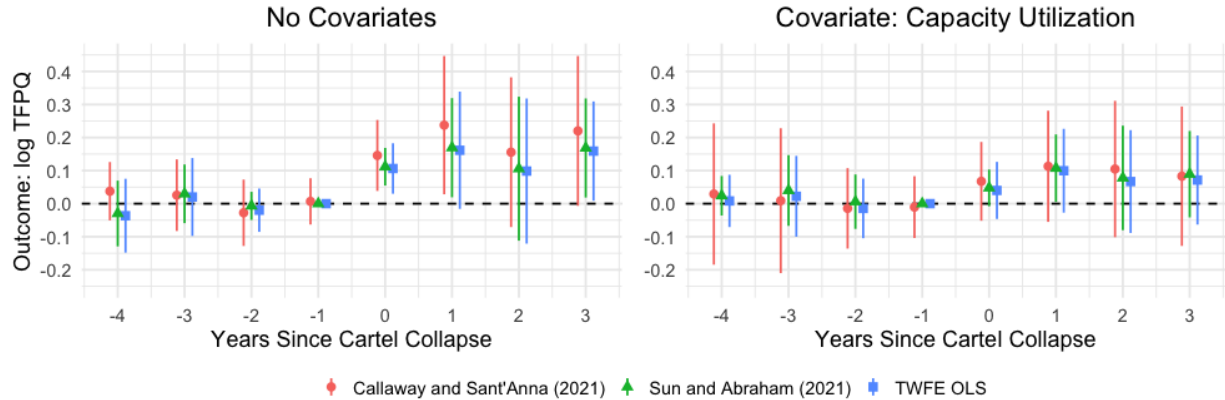 No Covariates
Covariate: Capacity Utilization
Outcome: log TFPQ
0.4
0.3
0.2
0.1
0.0
-0.1
-0.2
-4 -3 -2 -1 0 1 2 3
Years Since Cartel Collapse
0.4
0.3
0.2
0.1
0.0
-0.1
-0.2
-4 -3 -2 -1 0 1 2 3
Years Since Cartel Collapse
Callaway and Sant'Anna (2021) Sun and Abraham (2021) TWFE OLS